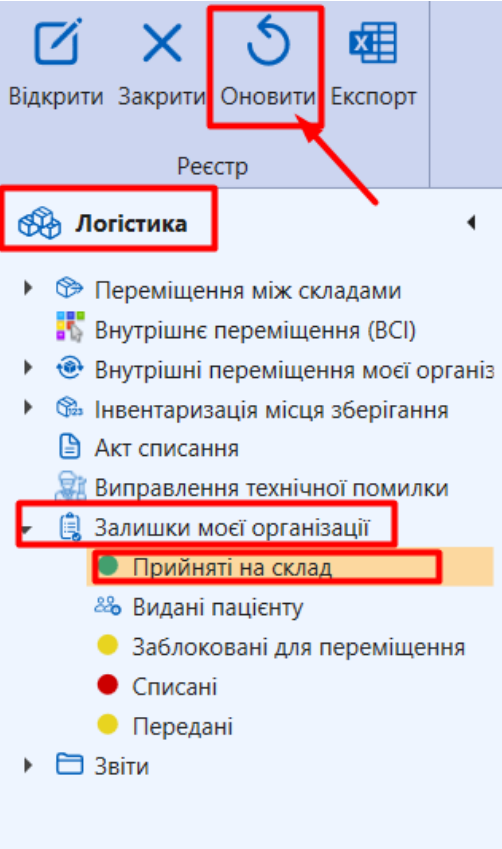 Відкрити Закрити Оновити Експорт
Реєстр
Логістика
Переміщення між складами
Внутрішнє переміщення (ВСІ)
Внутрішні переміщення моєї організ
Інвентаризація місця зберігання
Акт списання
Виправлення технічної помилки
Залишки моєї організації
Прийняті на склад
Видані пацієнту
Заблоковані для переміщення
Списані
Передані
Звіти